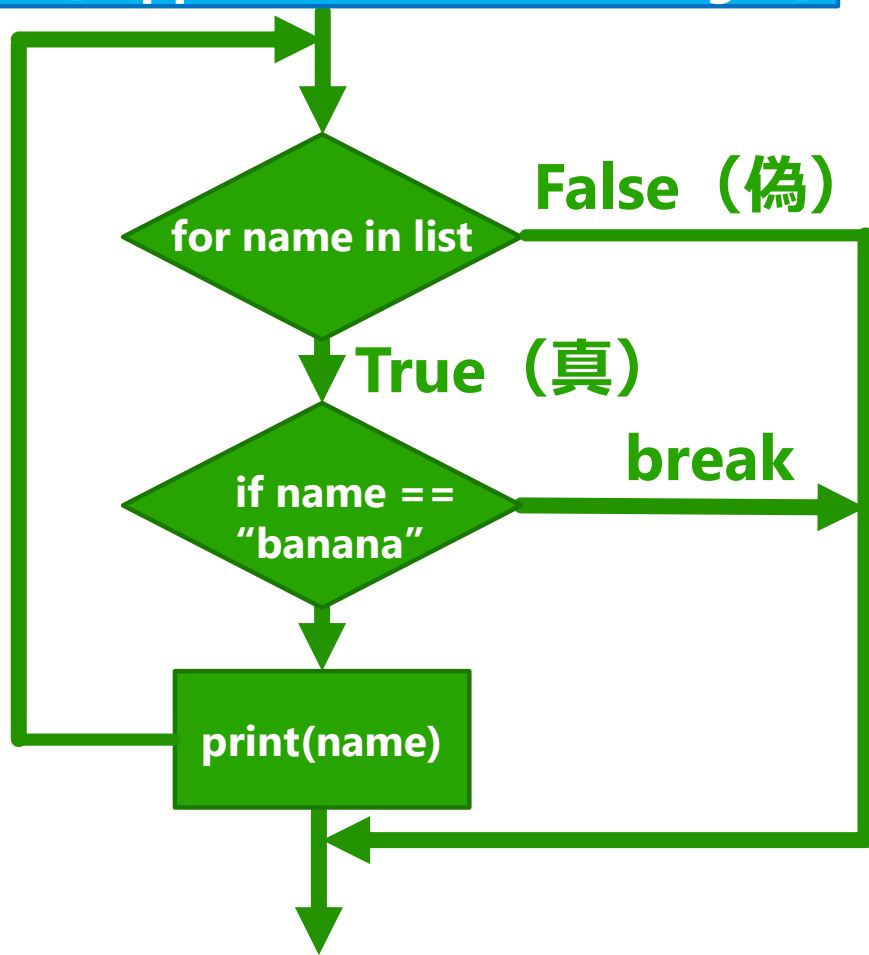 for name in list
False（偽）
True（真）
if name ==
“banana”
break
print(name)